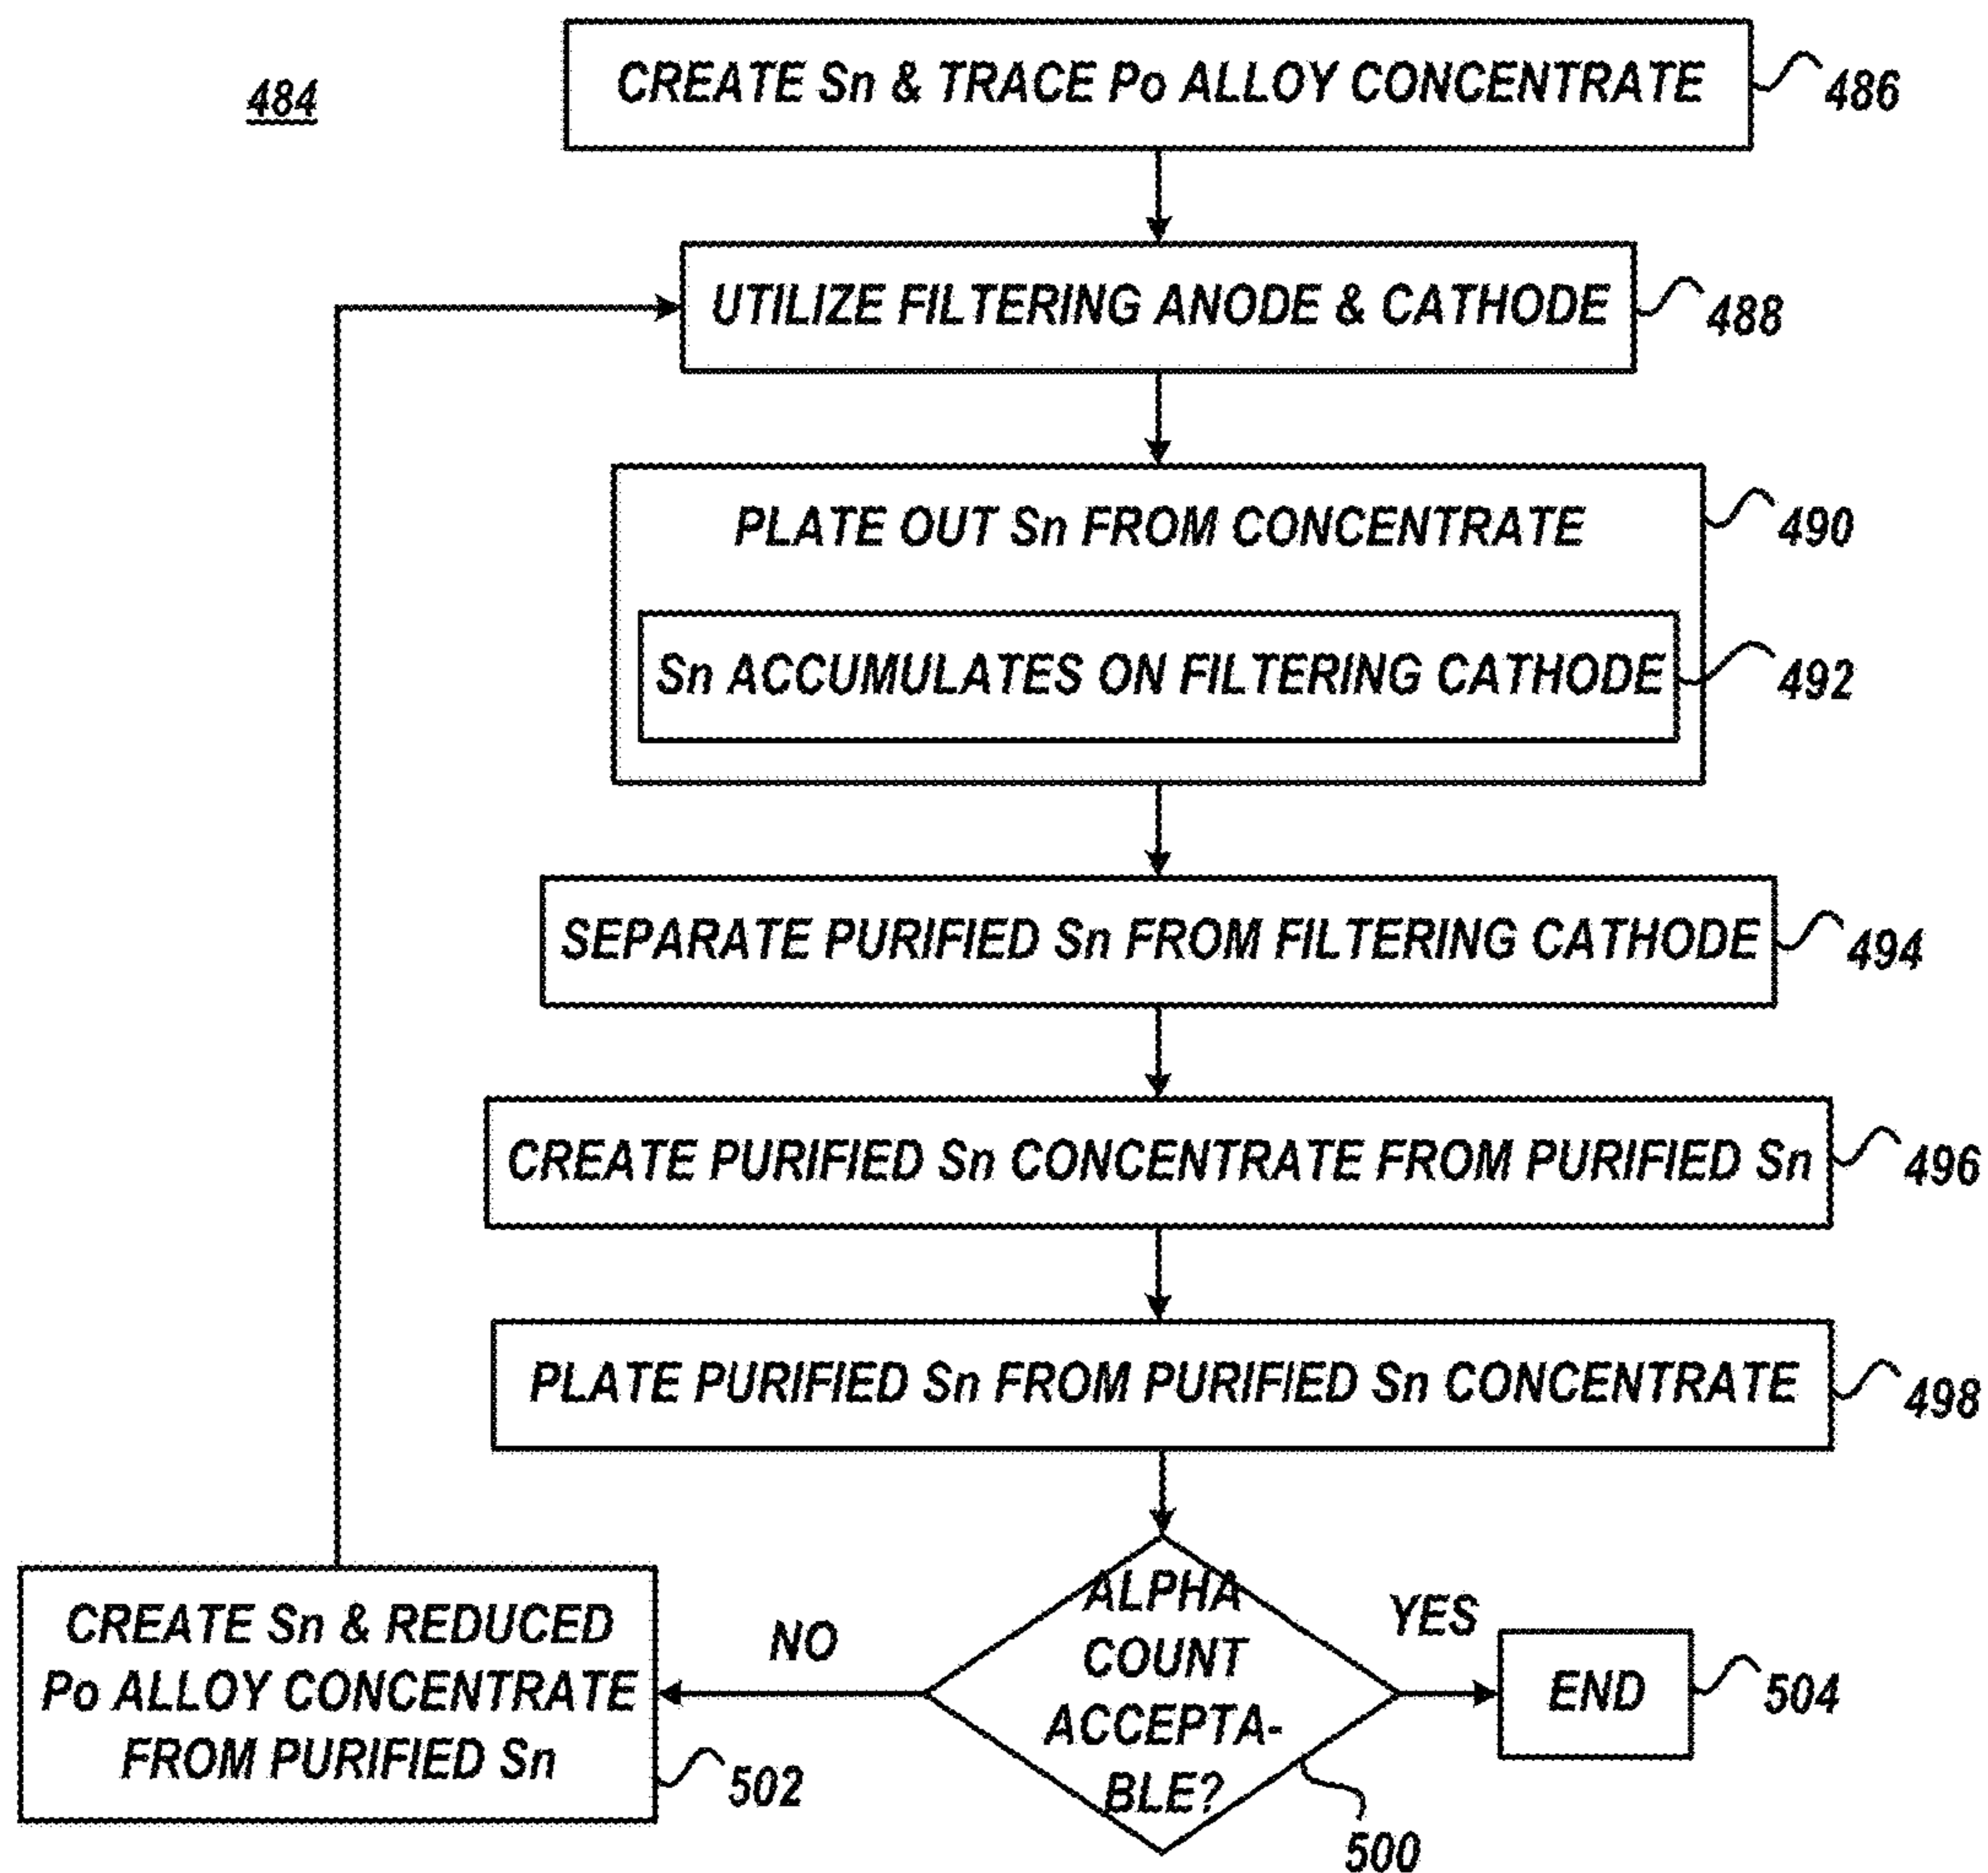 484
CREATE Sn & TRACE Po ALLOY CONCENTRATE
486
UTILIZE FILTERING ANODE & CATHODE
488
PLATE OUT Sn FROM CONCENTRATE
490
Sn ACCUMULATES ON FILTERING CATHODE
492
SEPARATE PURIFIED Sn FROM FILTERING CATHODE
494
CREATE PURIFIED Sn CONCENTRATE FROM PURIFIED Sn
496
PLATE PURIFIED Sn FROM PURIFIED Sn CONCENTRATE
498
ALPHA
COUNT
ACCEPTA-
BLE?
500
NO
CREATE Sn & REDUCED
Po ALLOY CONCENTRATE
FROM PURIFIED Sn
502
YES
END
504